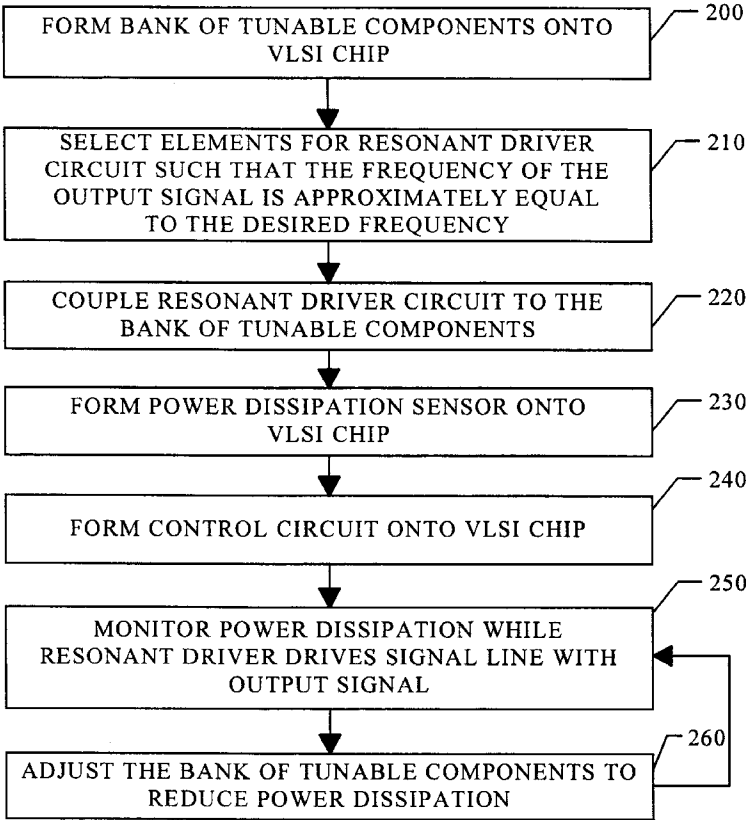 FORM BANK OF TUNABLE COMPONENTS ONTO
VLSI CHIP
200
SELECT ELEMENTS FOR RESONANT DRIVER
CIRCUIT SUCH THAT THE FREQUENCY OF THE
OUTPUT SIGNAL IS APPROXIMATELY EQUAL
TO THE DESIRED FREQUENCY
210
COUPLE RESONANT DRIVER CIRCUIT TO THE
BANK OF TUNABLE COMPONENTS
220
FORM POWER DISSIPATION SENSOR ONTO
VLSI CHIP
230
FORM CONTROL CIRCUIT ONTO VLSI CHIP
240
MONITOR POWER DISSIPATION WHILE
RESONANT DRIVER DRIVES SIGNAL LINE WITH
OUTPUT SIGNAL
250
ADJUST THE BANK OF TUNABLE COMPONENTS TO
REDUCE POWER DISSIPATION
260